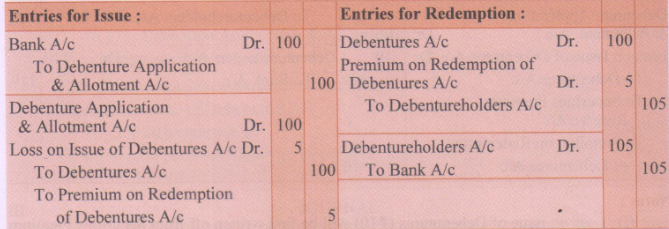 Entries for Issue :
Bank A/c Dr. 100
To Debenture Application
& Allotment A/c 100
Debenture Application
& Allotment A/c Dr. 100
Loss on Issue of Debentures A/c Dr. 5
To Debentures A/c 100
To Premium on Redemption
of Debentures A/c 5
Entries for Redemption :
Debentures A/c Dr. 100
Premium on Redemption of
Debentures A/c Dr. 5
To Debentureholders A/c 105
Debentureholders A/c Dr. 105
To Bank A/c 105